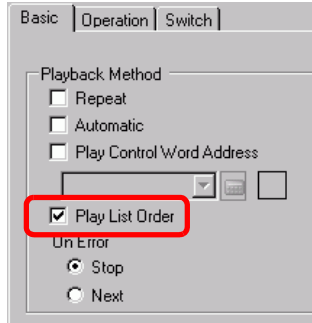 Basic Operation Switch
Playback Method
Repeat
Automatic
Play Control Word Address
Play List Order
On Error
Stop
Next